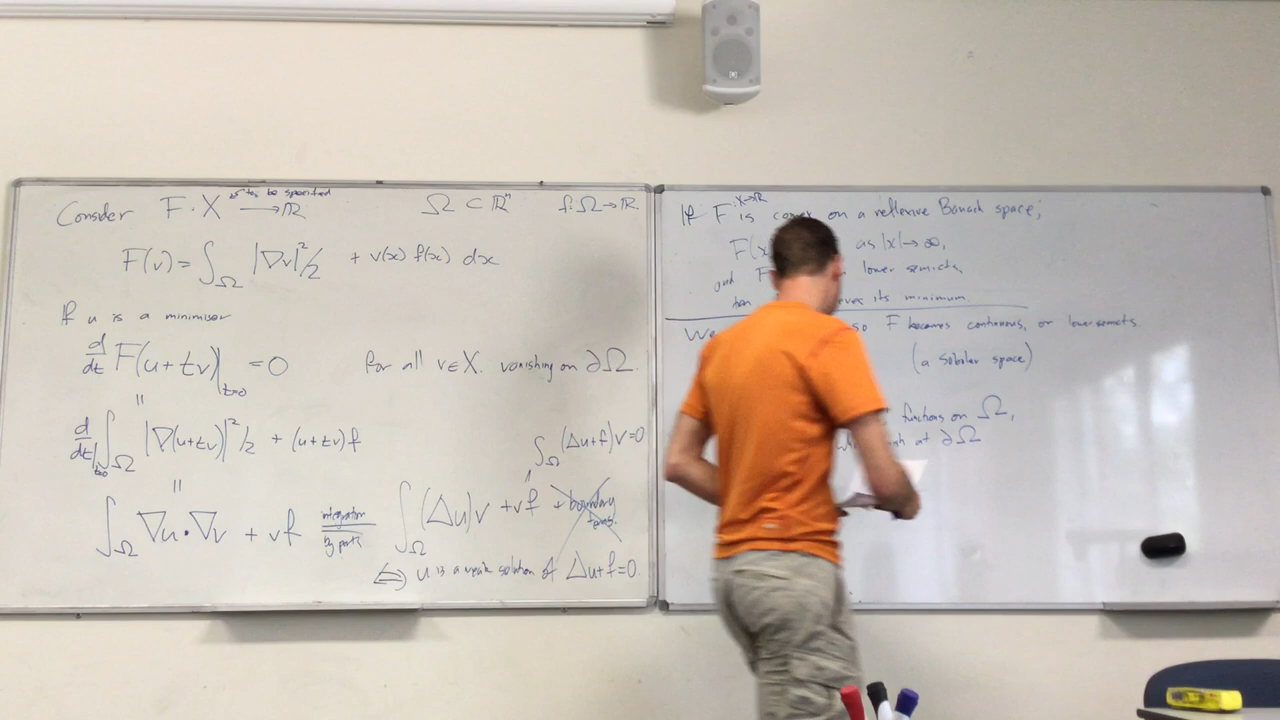 Consider F : X → ℝ ↙ to be specified Ω ⊂ ℝⁿ f: Ω → ℝ
F(v) = ∫_Ω |∇v|²/2 + v(x) f(x) dx
If u is a minimiser
d/dt F(u+tv)|_{t=0} = 0 for all v ∈ X. vanishing on ∂Ω.
=
d/dt|_{t=0} ∫_Ω |∇(u+tv)|²/2 + (u+tv)f
∫_Ω (Δu+f)v=0
=
∫_Ω ∇u•∇v + vf integration by parts ∫_Ω (Δu)v + vf + boundary terms.
⇔ u is a weak solution of Δu+f=0.
If F: X→ℝ is on a reflexive Banach space,
F(x as |x|→∞,
and F lower semicts,
its minimum.
We so F becomes continuous, or lower semicts.
(a Sobolev space)
functions on Ω,
at ∂Ω